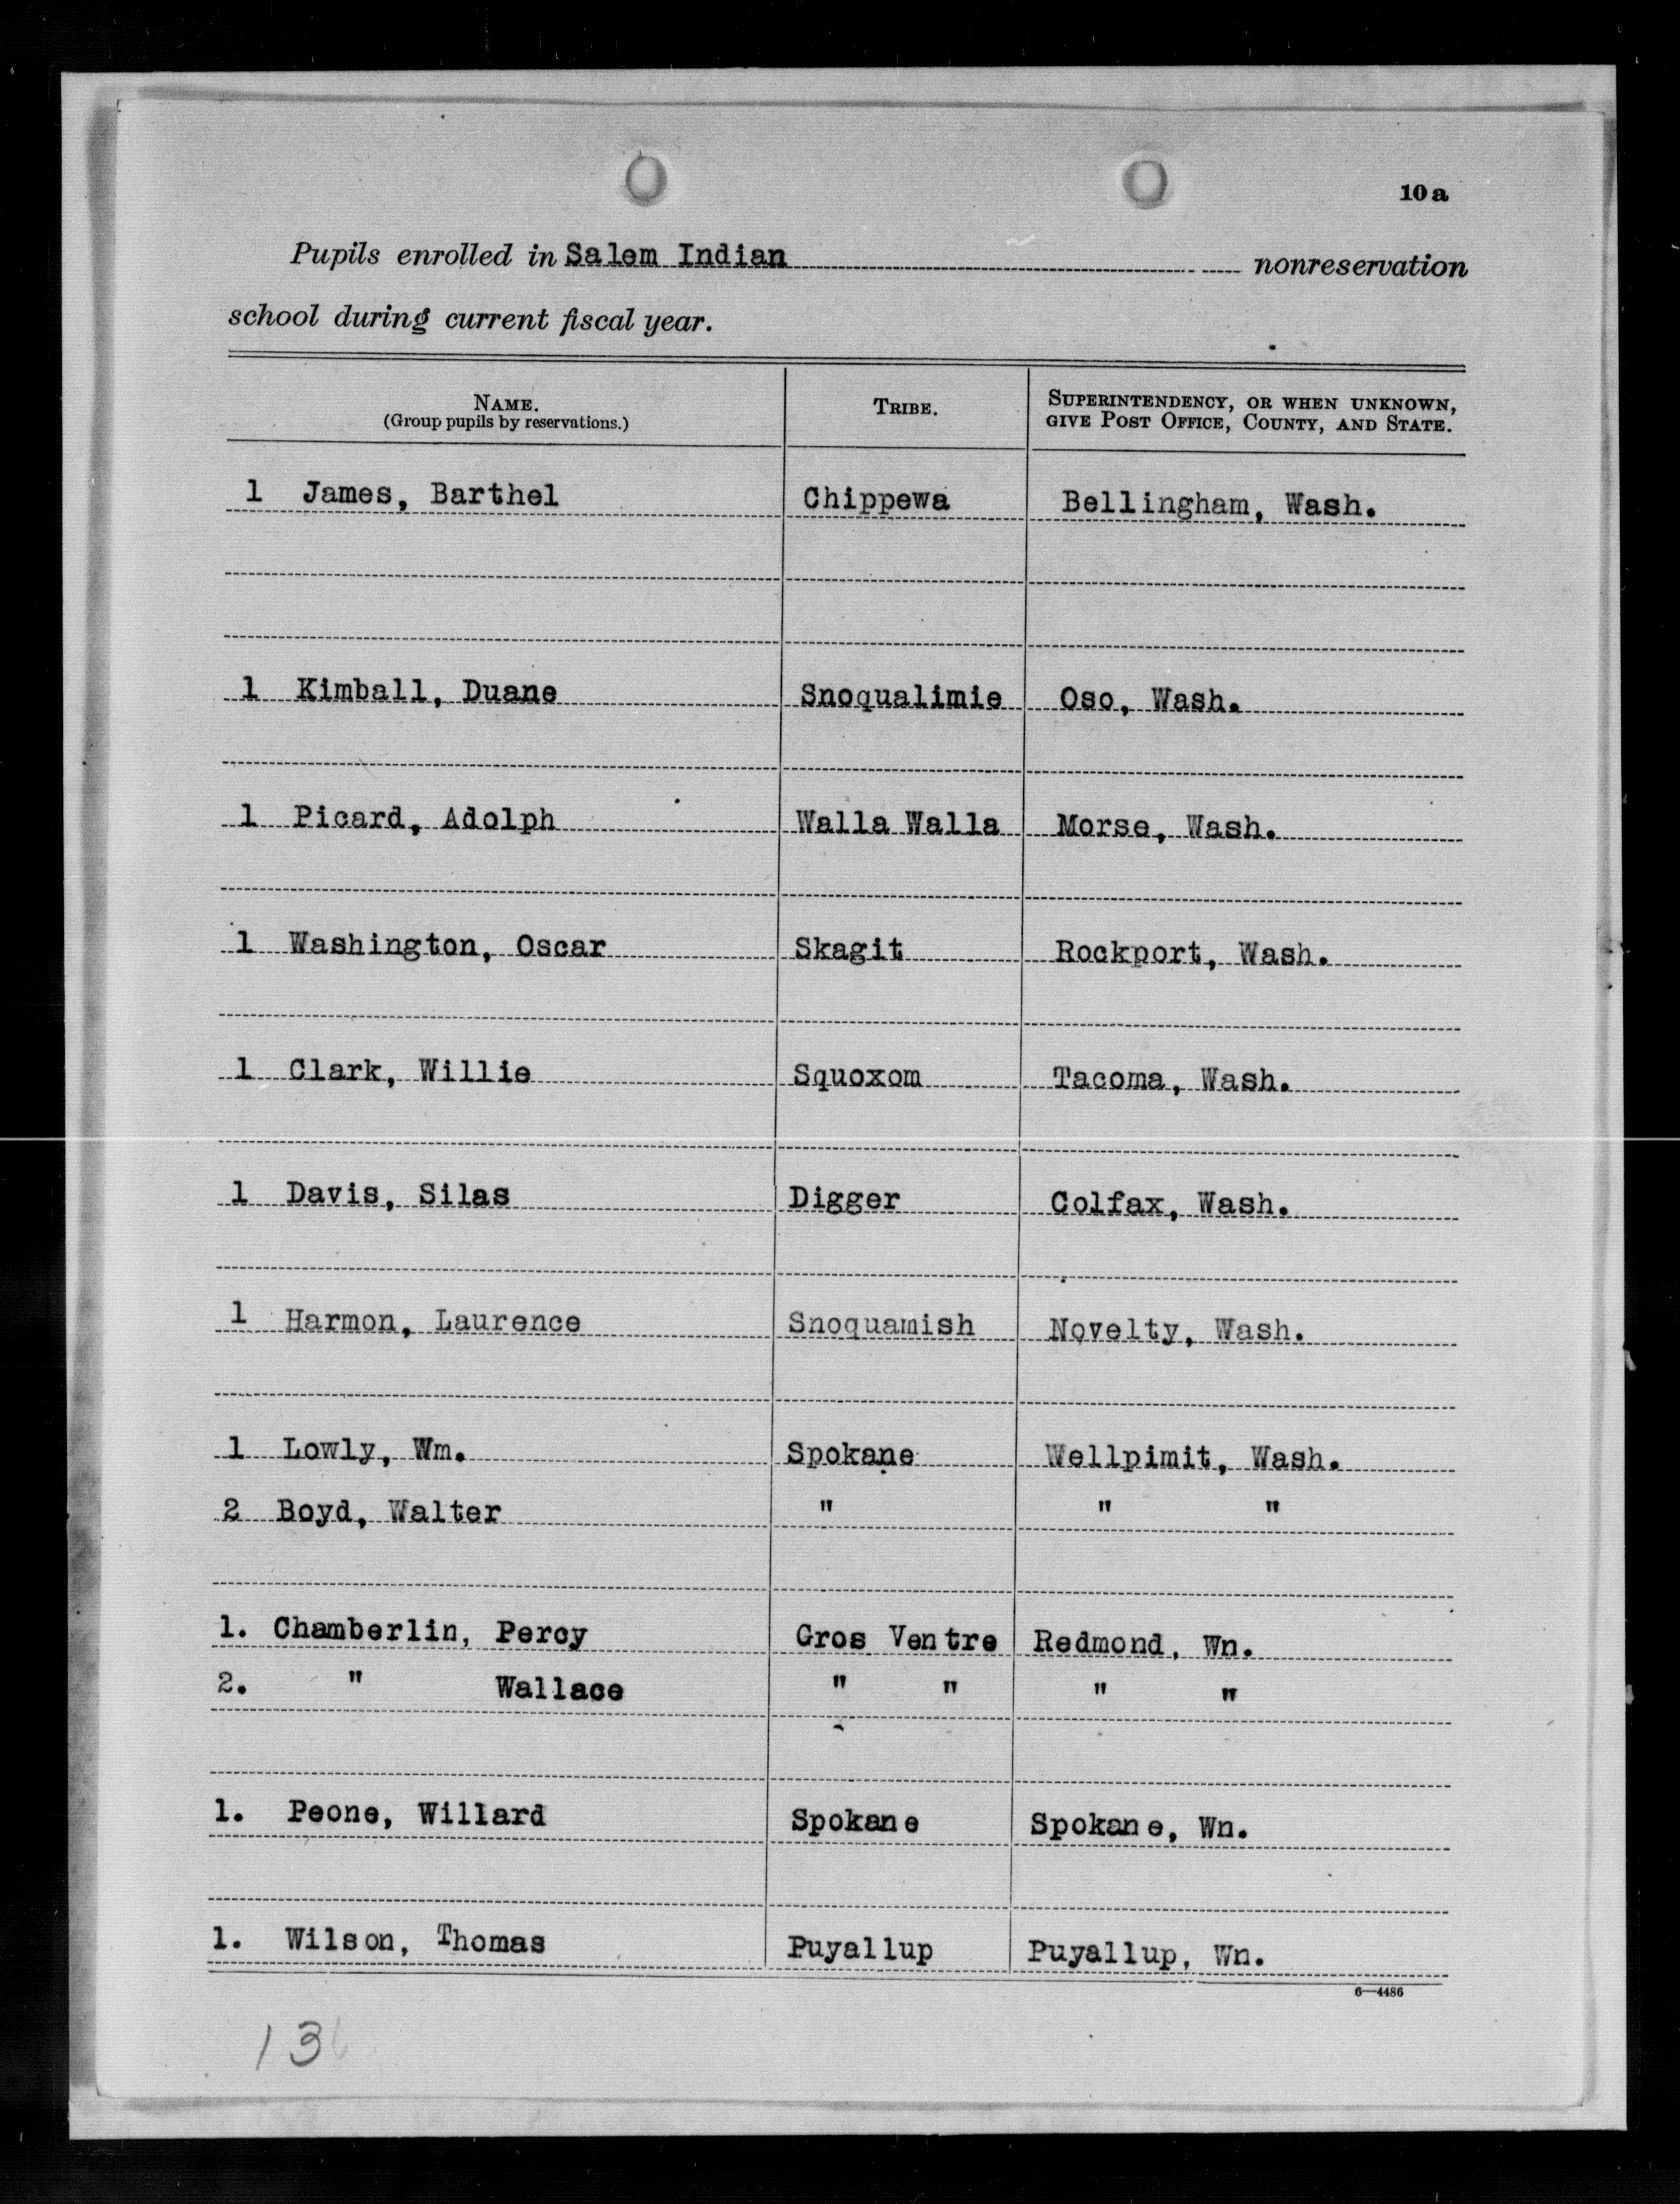 10 a
Pupils enrolled in Salem Indian nonreservation
school during current fiscal year.
NAME. TRIBE. SUPERINTENDENCY, OR WHEN UNKNOWN,
(Group pupils by reservations.) GIVE POST OFFICE, COUNTY, AND STATE.
1 James, Barthel Chippewa Bellingham, Wash.
1 Kimball, Duane Snoqualimie Oso, Wash.
1 Picard, Adolph Walla Walla Morse, Wash.
1 Washington, Oscar Skagit Rockport, Wash.
1 Clark, Willie Squoxom Tacoma, Wash.
1 Davis, Silas Digger Colfax, Wash.
1 Harmon, Laurence Snoquamish Novelty, Wash.
1 Lowly, Wm. Spokane Wellpimit, Wash.
2 Boyd, Walter " " "
1. Chamberlin, Percy Gros Ventre Redmond, Wn.
2. " Wallace " " " "
1. Peone, Willard Spokane Spokane, Wn.
1. Wilson, Thomas Puyallup Puyallup, Wn.
6—4486
13